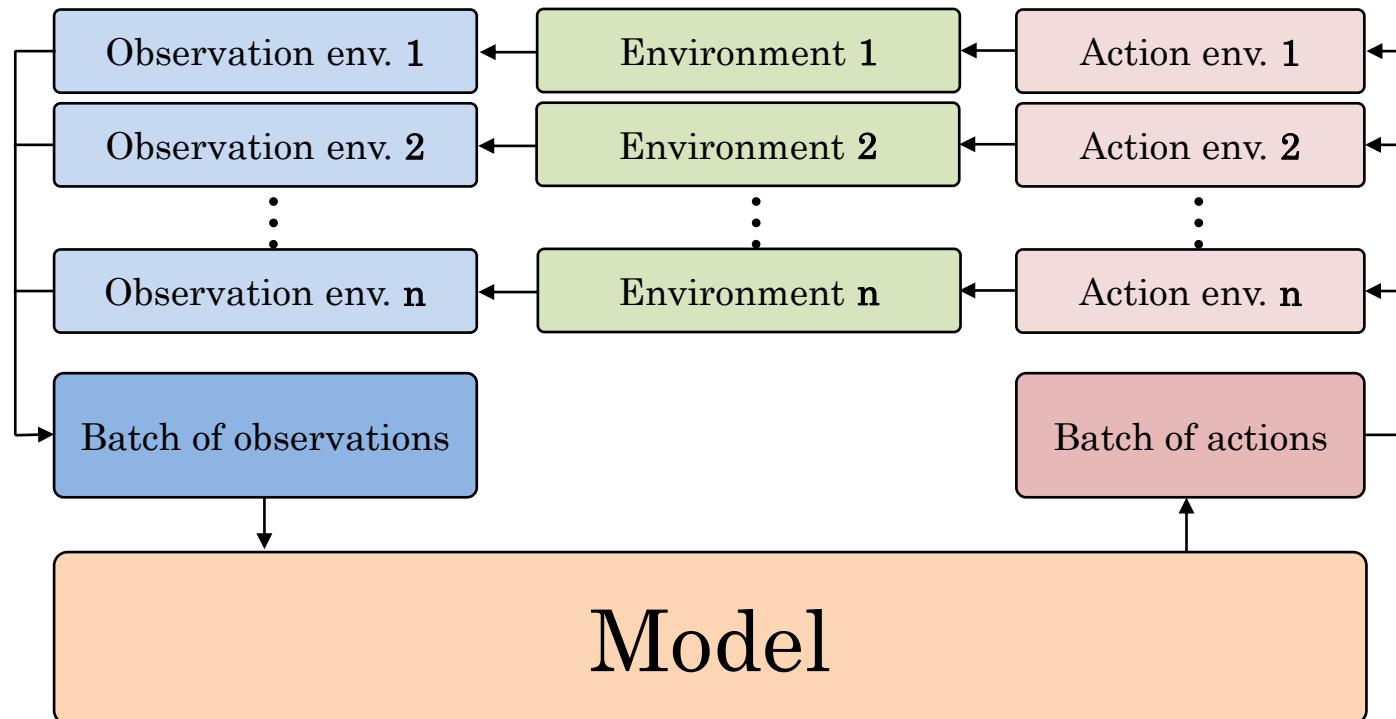 Observation env. 1
Environment 1
Action env. 1
Observation env. 2
Environment 2
Action env. 2
Observation env. n
Environment n
Action env. n
Batch of observations
Batch of actions
Model